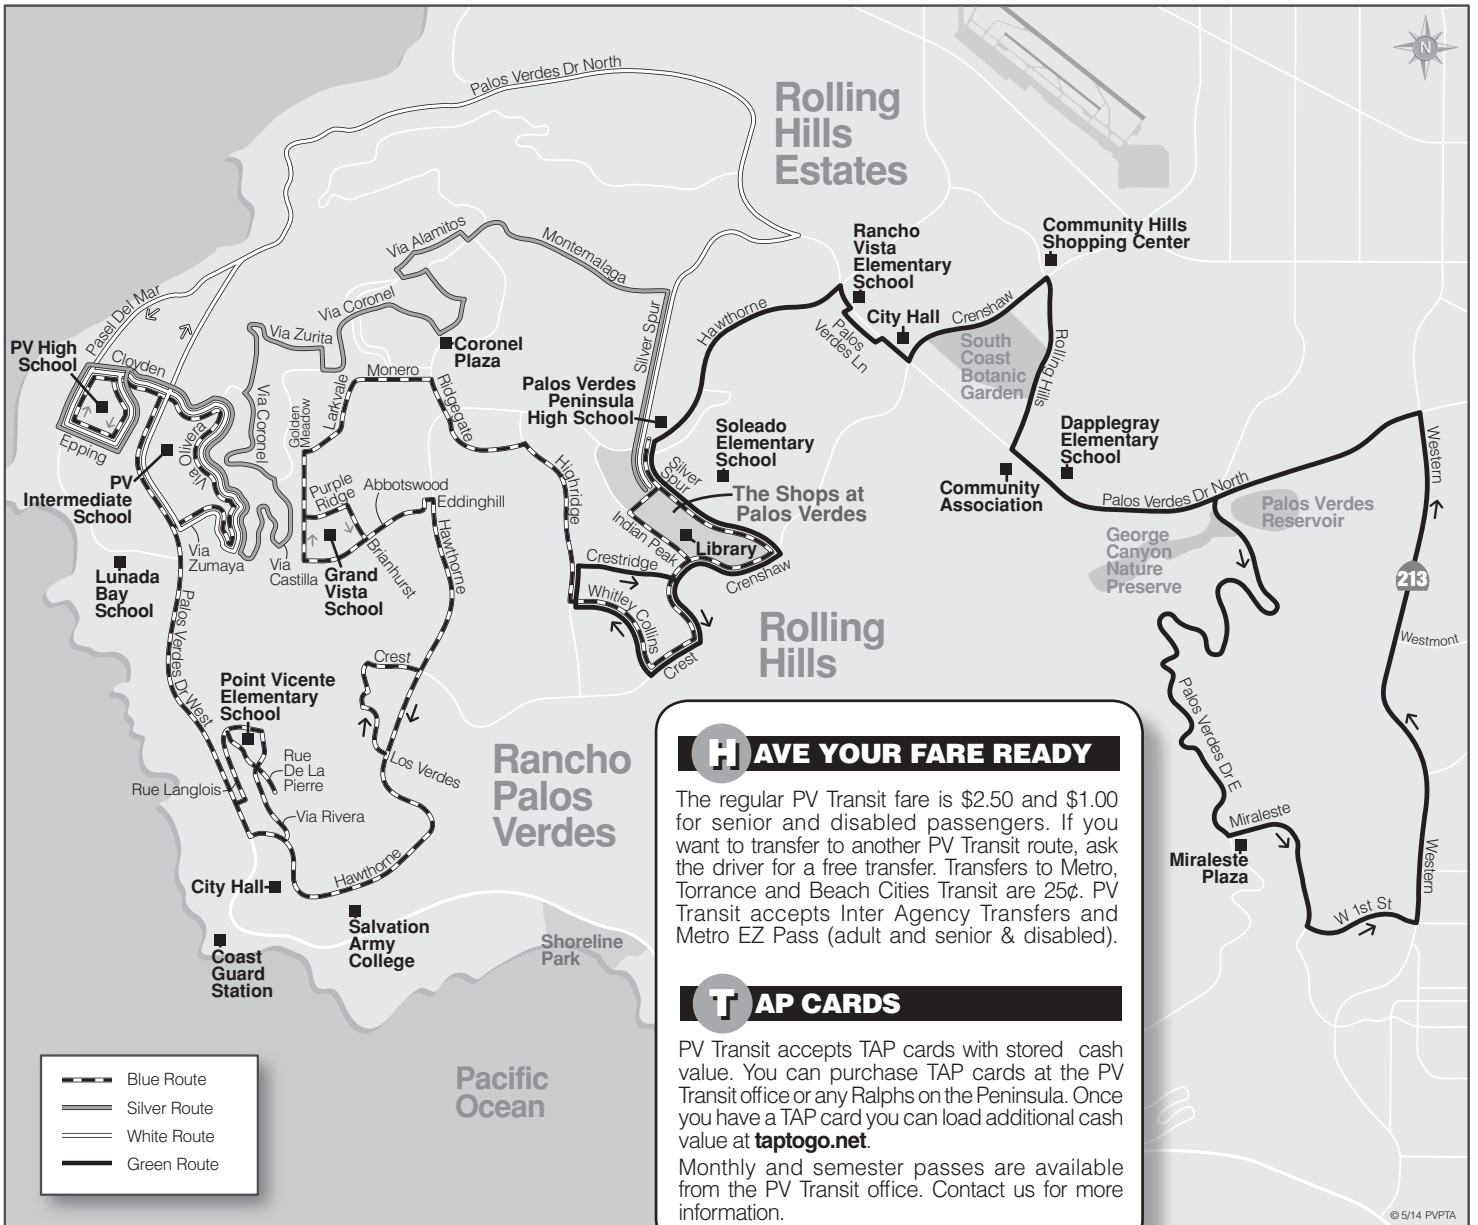 Palos Verdes Dr North
Rolling
Hills
Estates
N
Via Alamitos
Montemalaga
Rancho
Vista
Elementary
School
Community Hills
Shopping Center
Pasel Del Mar
Via Coronel
Via Zurita
Silver Spur
Hawthorne
City Hall
Crenshaw
Palos
Verdes Ln
South
Coast
Botanic
Garden
Rolling Hills
PV High
School
Cloyden
Coronel
Plaza
Monero
Larkvale
Ridgegate
Golden
Meadow
Via Coronel
Palos Verdes
Peninsula
High School
Soleado
Elementary
School
Dapplegray
Elementary
School
Western
Epping
Via
Olivera
PV
Intermediate
School
Purple
Ridge
Abbotswood
Eddinghill
Highridge
Silver
Spur
The Shops at
Palos Verdes
Community
Association
Palos Verdes Dr North
Palos Verdes
Reservoir
Indian Peak
Library
George
Canyon
Nature
Preserve
Via
Zumaya
Via
Castilla
Brianhurst
Hawthorne
Crestridge
Crenshaw
Lunada
Bay
School
Grand
Vista
School
Whitley Collins
213
Palos Verdes Dr West
Rolling
Hills
Westmont
Crest
Crest
Point Vicente
Elementary
School
Palos Verdes Dr E
Rue
De La
Pierre
Los Verdes
Rancho
Palos
Verdes
Rue Langlois
Via Rivera
Miraleste
Miraleste
Plaza
Western
Hawthorne
City Hall
W 1st St
Salvation
Army
College
Shoreline
Park
Coast
Guard
Station
Pacific
Ocean
HAVE YOUR FARE READY
The regular PV Transit fare is $2.50 and $1.00
for senior and disabled passengers. If you
want to transfer to another PV Transit route, ask
the driver for a free transfer. Transfers to Metro,
Torrance and Beach Cities Transit are 25¢. PV
Transit accepts Inter Agency Transfers and
Metro EZ Pass (adult and senior & disabled).
TAP CARDS
PV Transit accepts TAP cards with stored cash
value. You can purchase TAP cards at the PV
Transit office or any Ralphs on the Peninsula. Once
you have a TAP card you can load additional cash
value at taptogo.net.
Monthly and semester passes are available
from the PV Transit office. Contact us for more
information.
Blue Route
Silver Route
White Route
Green Route
© 5/14 PVPTA